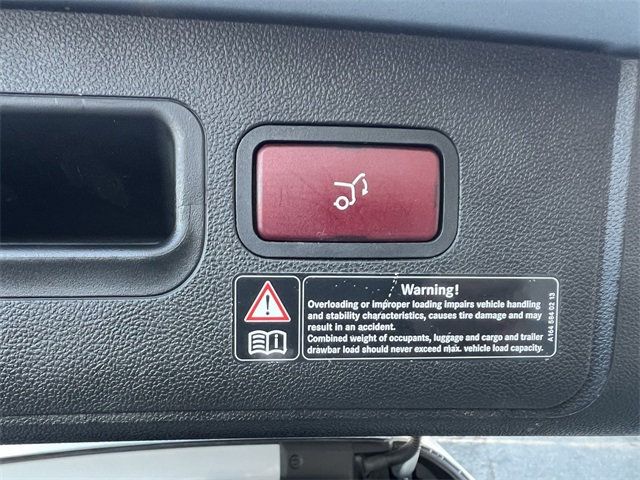 Warning!
Overloading or improper loading impairs vehicle handling
and stability characteristics, causes tire damage and may
result in an accident.
Combined weight of occupants, luggage and cargo and trailer
drawbar load should never exceed max. vehicle load capacity.
A 164 584 02 13